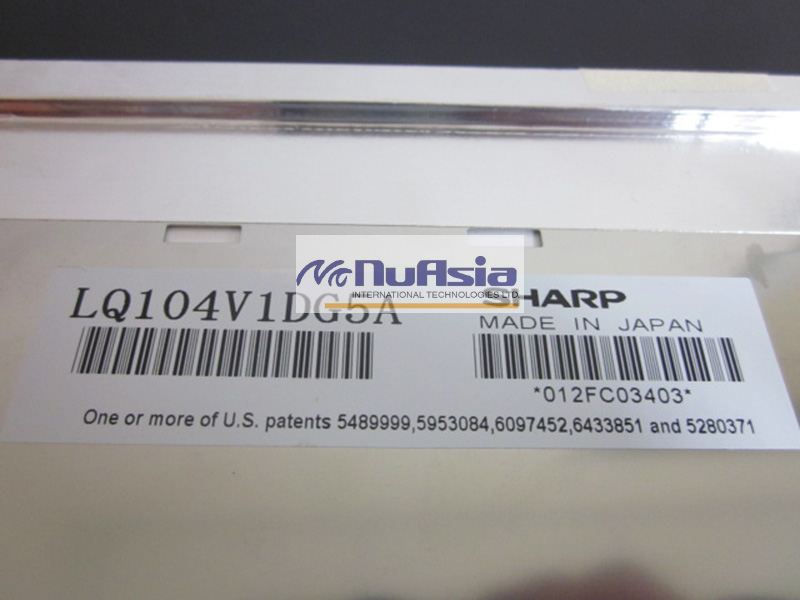 NuAsia
INTERNATIONAL TECHNOLOGIES LTD.
LQ104V1DG5A
SHARP
MADE IN JAPAN
*012FC03403*
One or more of U.S. patents 5489999,5953084,6097452,6433851 and 5280371